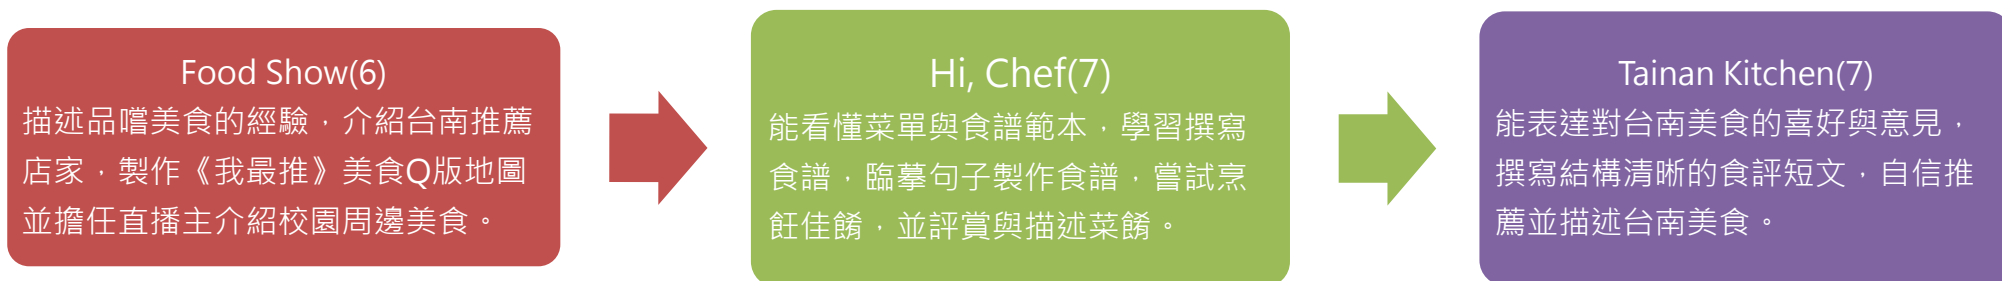 Food Show(6)
描述品嚐美食的經驗，介紹台南推薦
店家，製作《我最推》美食Q版地圖
並擔任直播主介紹校園周邊美食。
Hi, Chef(7)
能看懂菜單與食譜範本，學習撰寫
食譜，臨摹句子製作食譜，嘗試烹
飪佳餚，並評賞與描述菜餚。
Tainan Kitchen(7)
能表達對台南美食的喜好與意見，
撰寫結構清晰的食評短文，自信推
薦並描述台南美食。